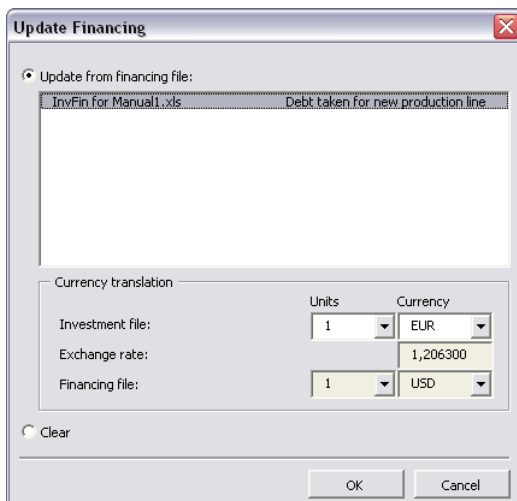 Update Financing
Update from financing file:
InvFin for Manual1.xls Debt taken for new production line
Currency translation
Units Currency
Investment file: 1 EUR
Exchange rate: 1,206300
Financing file: 1 USD
Clear
OK Cancel